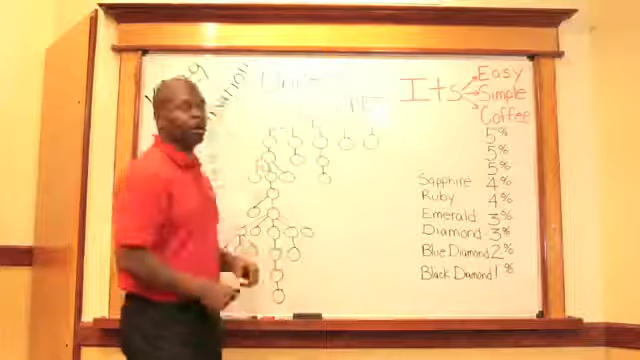 Its
Easy
Simple
Coffee
5%
5%
5%
Sapphire 4%
Ruby 4%
Emerald 3%
Diamond 3%
Blue Diamond 2%
Black Diamond 1%